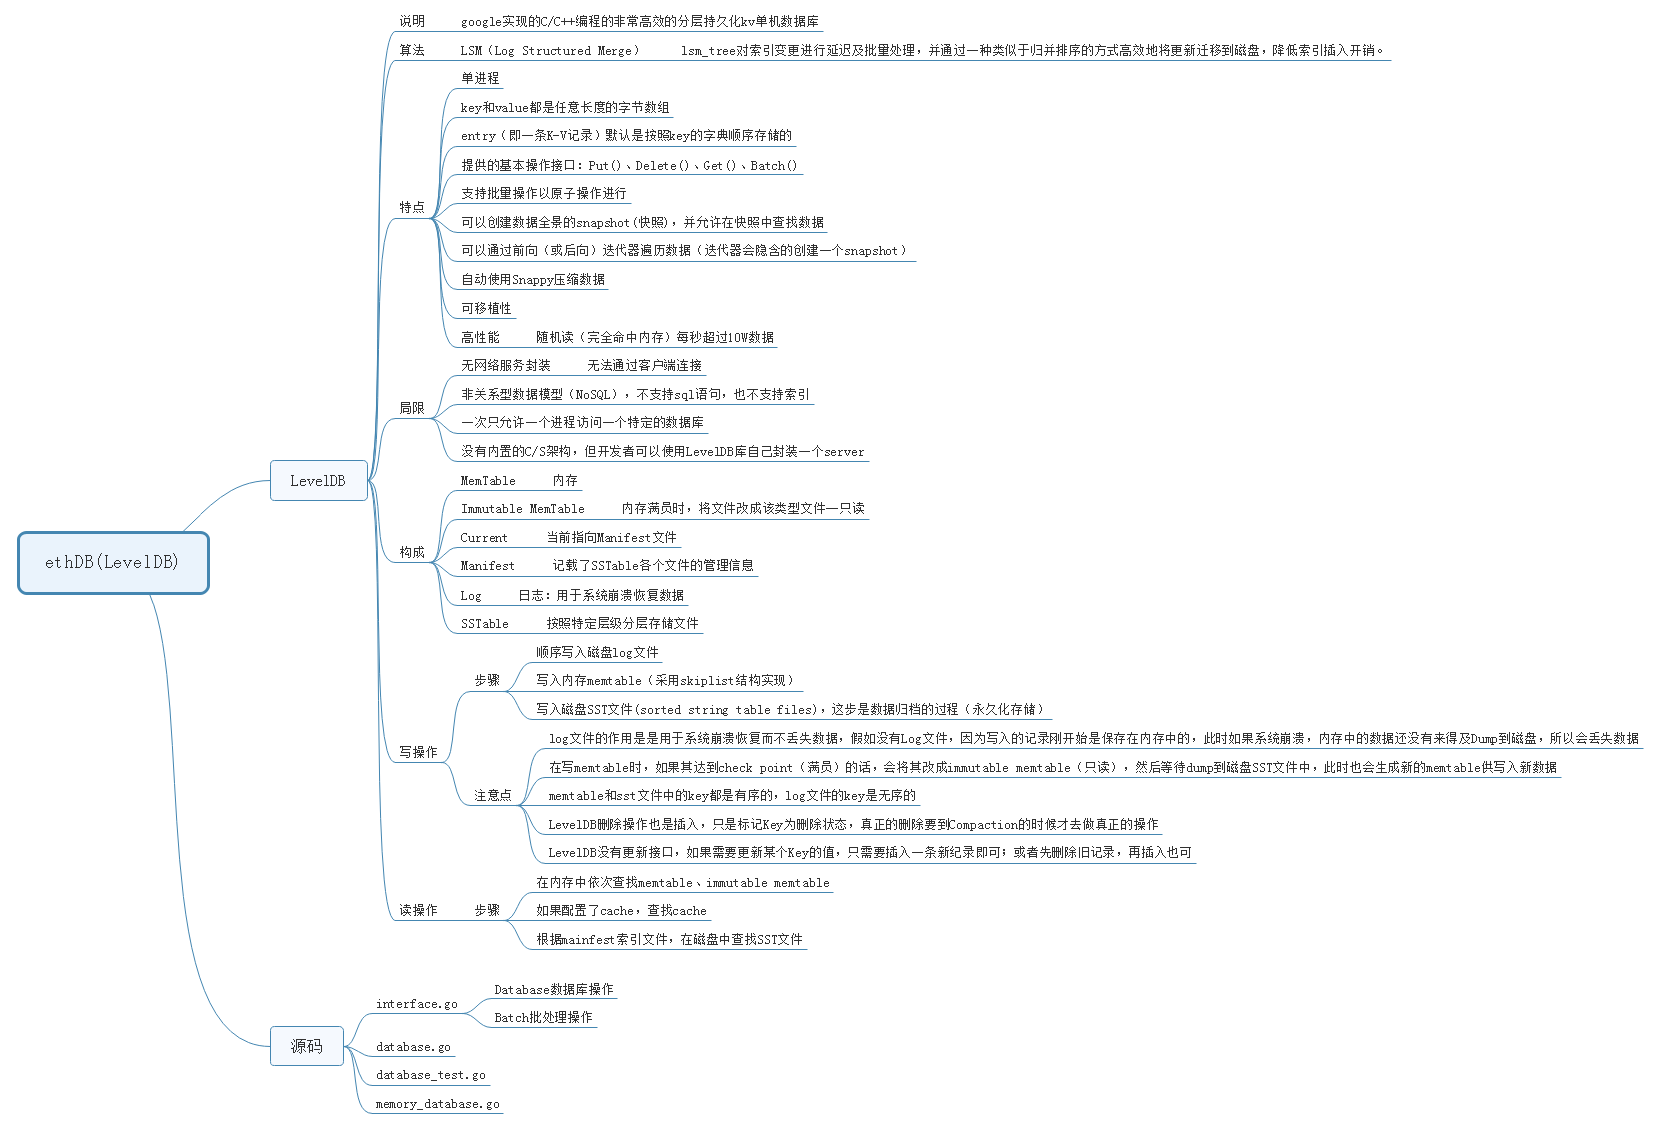 ethDB(LevelDB)
LevelDB
说明
google实现的C/C++编程的非常高效的分层持久化kv单机数据库
算法
LSM（Log Structured Merge）
lsm_tree对索引变更进行延迟及批量处理，并通过一种类似于归并排序的方式高效地将更新迁移到磁盘，降低索引插入开销。
特点
单进程
key和value都是任意长度的字节数组
entry（即一条K-V记录）默认是按照key的字典顺序存储的
提供的基本操作接口：Put()、Delete()、Get()、Batch()
支持批量操作以原子操作进行
可以创建数据全景的snapshot(快照)，并允许在快照中查找数据
可以通过前向（或后向）迭代器遍历数据（迭代器会隐含的创建一个snapshot）
自动使用Snappy压缩数据
可移植性
高性能
随机读（完全命中内存）每秒超过10W数据
局限
无网络服务封装
无法通过客户端连接
非关系型数据模型（NoSQL），不支持sql语句，也不支持索引
一次只允许一个进程访问一个特定的数据库
没有内置的C/S架构，但开发者可以使用LevelDB库自己封装一个server
构成
MemTable
内存
Immutable MemTable
内存满员时，将文件改成该类型文件—只读
Current
当前指向Manifest文件
Manifest
记载了SSTable各个文件的管理信息
Log
日志：用于系统崩溃恢复数据
SSTable
按照特定层级分层存储文件
写操作
步骤
顺序写入磁盘log文件
写入内存memtable（采用skiplist结构实现）
写入磁盘SST文件(sorted string table files)，这步是数据归档的过程（永久化存储）
注意点
log文件的作用是是用于系统崩溃恢复而不丢失数据，假如没有Log文件，因为写入的记录刚开始是保存在内存中的，此时如果系统崩溃，内存中的数据还没有来得及Dump到磁盘，所以会丢失数据
在写memtable时，如果其达到check point（满员）的话，会将其改成immutable memtable（只读），然后等待dump到磁盘SST文件中，此时也会生成新的memtable供写入新数据
memtable和sst文件中的key都是有序的，log文件的key是无序的
LevelDB删除操作也是插入，只是标记Key为删除状态，真正的删除要到Compaction的时候才去做真正的操作
LevelDB没有更新接口，如果需要更新某个Key的值，只需要插入一条新纪录即可；或者先删除旧记录，再插入也可
读操作
步骤
在内存中依次查找memtable、immutable memtable
如果配置了cache，查找cache
根据mainfest索引文件，在磁盘中查找SST文件
源码
interface.go
Database数据库操作
Batch批处理操作
database.go
database_test.go
memory_database.go